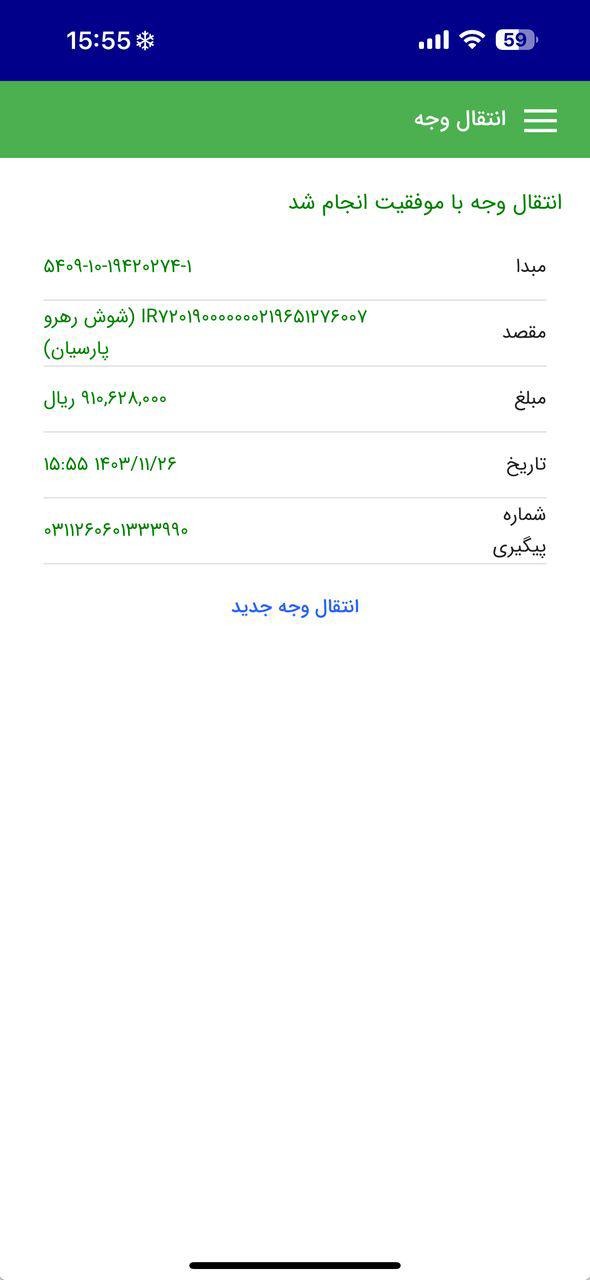 15:55
59
انتقال وجه
انتقال وجه با موفقیت انجام شد
مبدا
۵۴۰۹-۱۰-۱۹۴۲۰۲۷۴-۱
مقصد
IR۷۲۰۱۹۰۰۰۰۰۰۰۲۱۹۶۵۱۲۷۶۰۰۷ (شوش رهرو
پارسیان)
مبلغ
۹۱۰,۶۲۸,۰۰۰ ریال
تاریخ
۱۴۰۳/۱۱/۲۶ ۱۵:۵۵
شماره
پیگیری
۰۳۱۱۲۶۰۶۰۱۳۳۳۹۹۰
انتقال وجه جدید